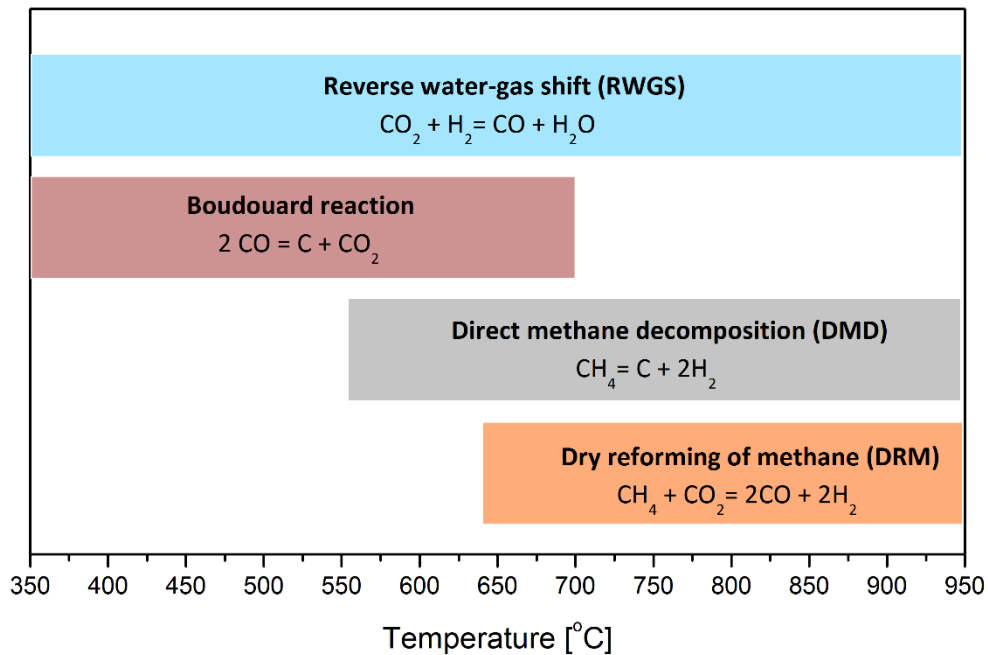 Reverse water-gas shift (RWGS)
CO₂ + H₂= CO + H₂O
Boudouard reaction
2 CO = C + CO₂
Direct methane decomposition (DMD)
CH₄= C + 2H₂
Dry reforming of methane (DRM)
CH₄ + CO₂= 2CO + 2H₂
350 400 450 500 550 600 650 700 750 800 850 900 950
Temperature [°C]